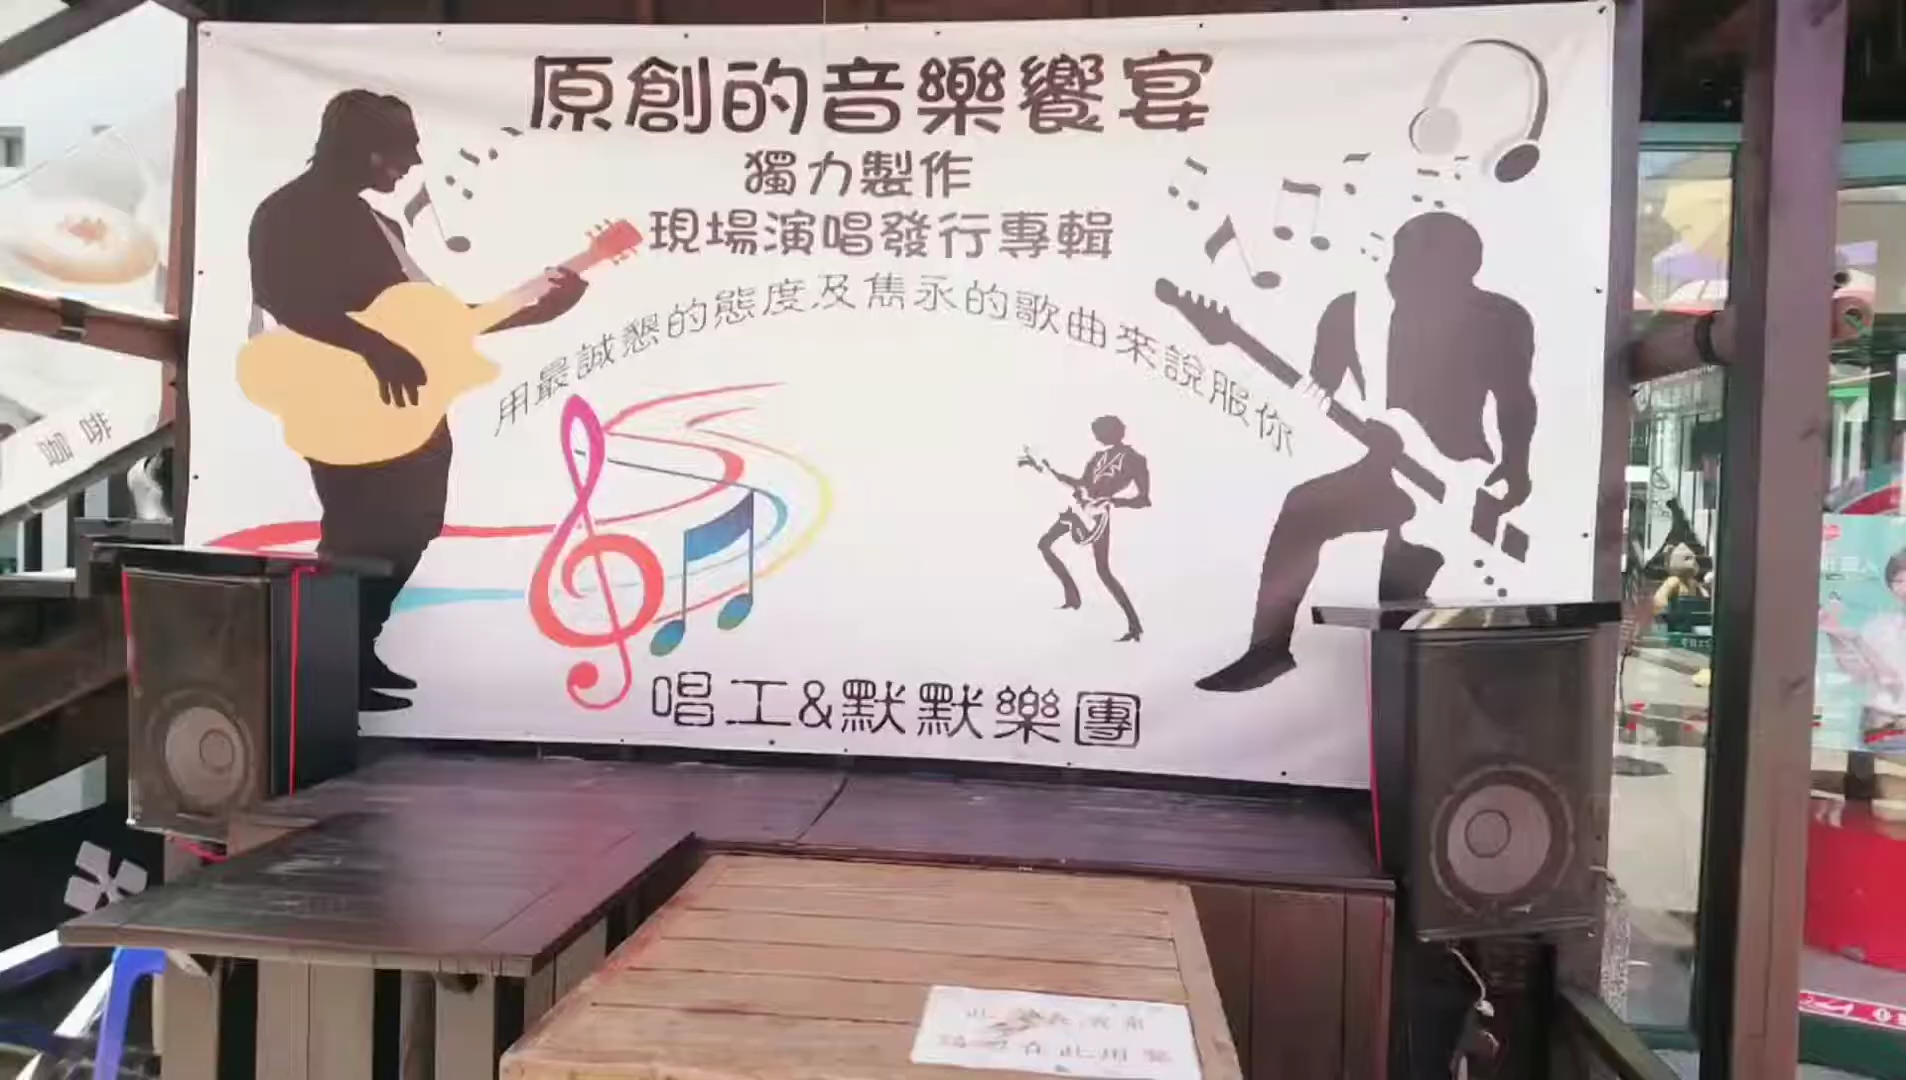 原創的音樂饗宴
獨力製作
現場演唱發行專輯
用最誠懇的態度及雋永的歌曲來說服你
唱工&默默樂團
咖啡